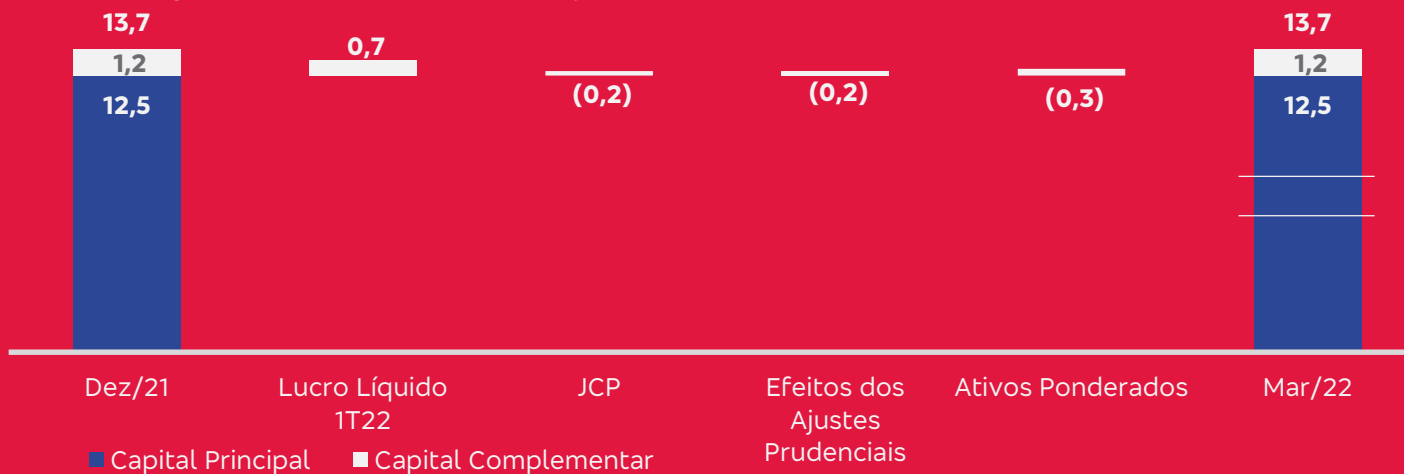 13,7
1,2
12,5
0,7
(0,2)
(0,2)
(0,3)
13,7
1,2
12,5
Dez/21
Lucro Líquido
1T22
JCP
Efeitos dos
Ajustes
Prudenciais
Ativos Ponderados
Mar/22
Capital Principal
Capital Complementar